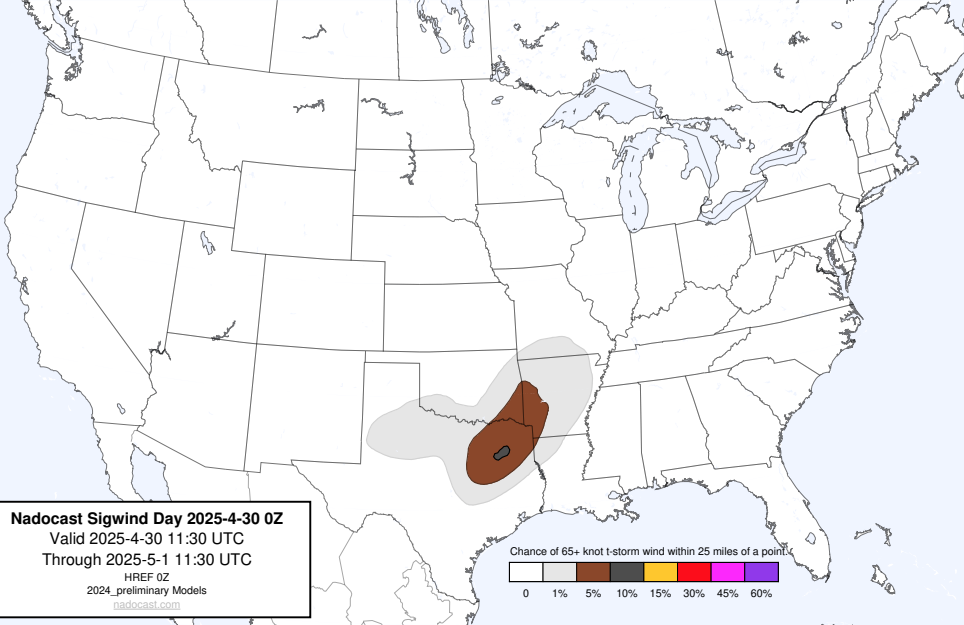 Nadocast Sigwind Day 2025-4-30 0Z
Valid 2025-4-30 11:30 UTC
Through 2025-5-1 11:30 UTC
HREF 0Z
2024_preliminary Models
nadocast.com
Chance of 65+ knot t-storm wind within 25 miles of a point.
0 1% 5% 10% 15% 30% 45% 60%